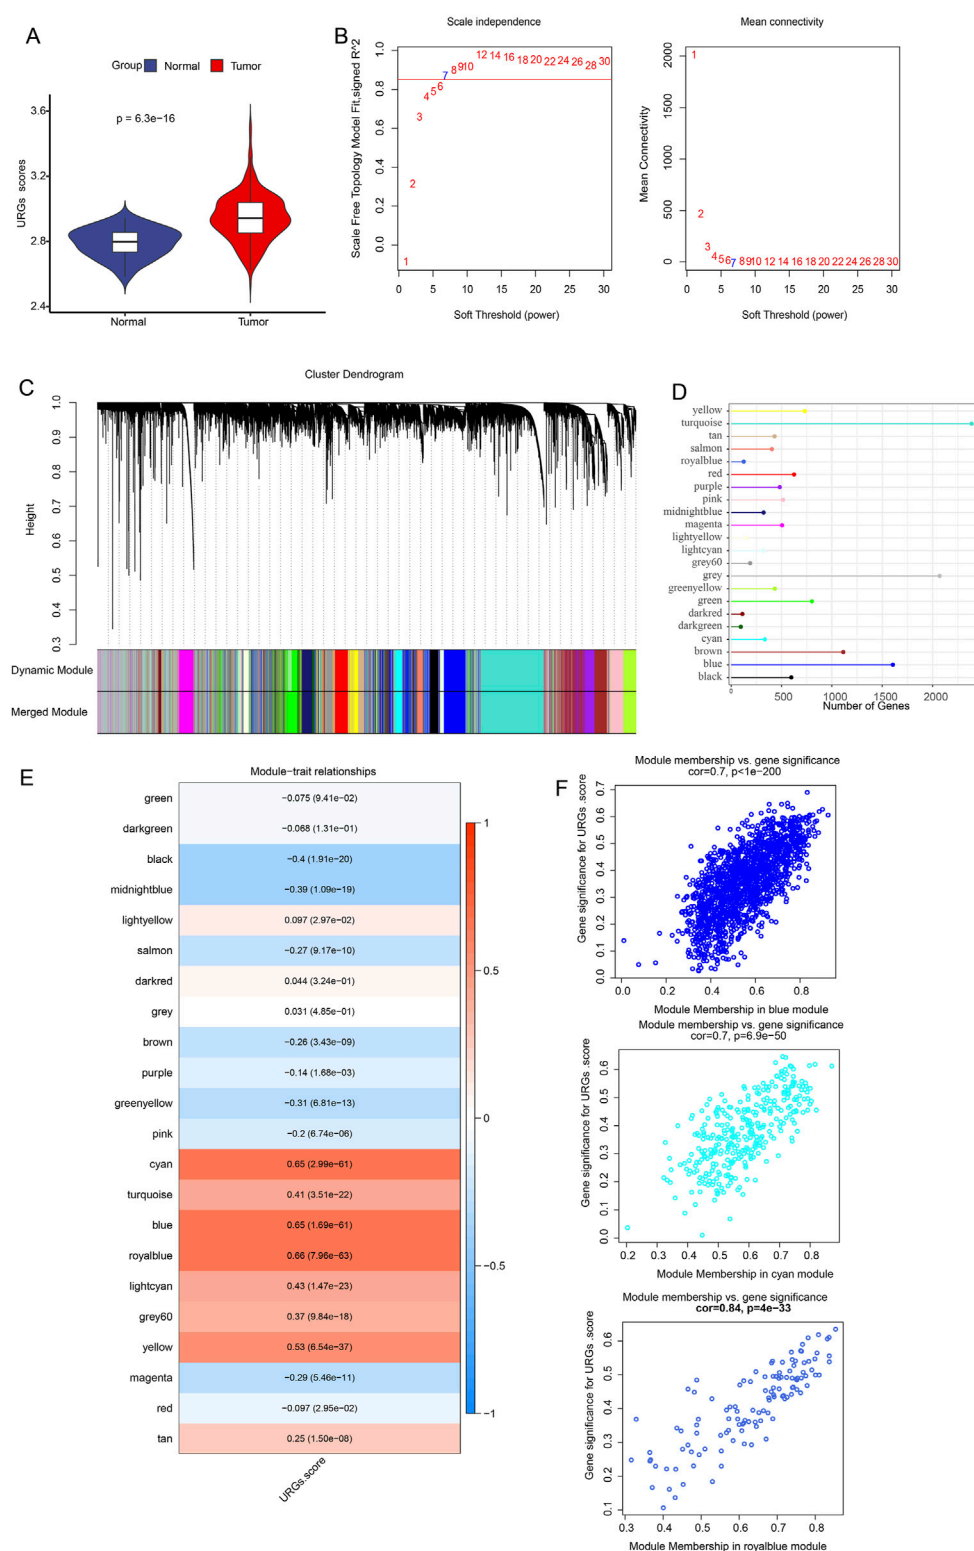 A
Group Normal Tumor
p = 6.3e−16
URGs scores
3.6
3.2
2.8
2.4
Normal Tumor
B
Scale independence
Scale Free Topology Model Fit,signed R^2
1.0
0.8
0.6
0.4
0.2
0.0
1 2 3 4 5 6 7 8 9 10 12 14 16 18 20 22 24 26 28 30
0 5 10 15 20 25 30
Soft Threshold (power)
Mean connectivity
Mean Connectivity
2000
1500
1000
500
0
1 2 3 4 5 6 7 8 9 10 12 14 16 18 20 22 24 26 28 30
0 5 10 15 20 25 30
Soft Threshold (power)
C
Cluster Dendrogram
Height
1.0
0.9
0.8
0.7
0.6
0.5
0.4
0.3
Dynamic Module
Merged Module
D
yellow
turquoise
tan
salmon
royalblue
red
purple
pink
midnightblue
magenta
lightyellow
lightcyan
grey60
grey
greenyellow
green
darkred
darkgreen
cyan
brown
blue
black
0 500 1000 1500 2000
Number of Genes
E
Module−trait relationships
green −0.075 (9.41e−02)
darkgreen −0.068 (1.31e−01)
black −0.4 (1.91e−20)
midnightblue −0.39 (1.09e−19)
lightyellow 0.097 (2.97e−02)
salmon −0.27 (9.17e−10)
darkred 0.044 (3.24e−01)
grey 0.031 (4.85e−01)
brown −0.26 (3.43e−09)
purple −0.14 (1.68e−03)
greenyellow −0.31 (6.81e−13)
pink −0.2 (6.74e−06)
cyan 0.65 (2.99e−61)
turquoise 0.41 (3.51e−22)
blue 0.65 (1.69e−61)
royalblue 0.66 (7.96e−63)
lightcyan 0.43 (1.47e−23)
grey60 0.37 (9.84e−18)
yellow 0.53 (6.54e−37)
magenta −0.29 (5.46e−11)
red −0.097 (2.95e−02)
tan 0.25 (1.50e−08)
URGs.score
1
0.5
0
−0.5
−1
F
Module membership vs. gene significance
cor=0.7, p<1e−200
Gene significance for URGs .score
0.7
0.6
0.5
0.4
0.3
0.2
0.1
0.0
0.0 0.2 0.4 0.6 0.8
Module Membership in blue module
Module membership vs. gene significance
cor=0.7, p=6.9e−50
Gene significance for URGs .score
0.6
0.5
0.4
0.3
0.2
0.1
0.0
0.2 0.3 0.4 0.5 0.6 0.7 0.8
Module Membership in cyan module
Module membership vs. gene significance
cor=0.84, p=4e−33
Gene significance for URGs .score
0.6
0.5
0.4
0.3
0.2
0.1
0.3 0.4 0.5 0.6 0.7 0.8
Module Membership in royalblue module